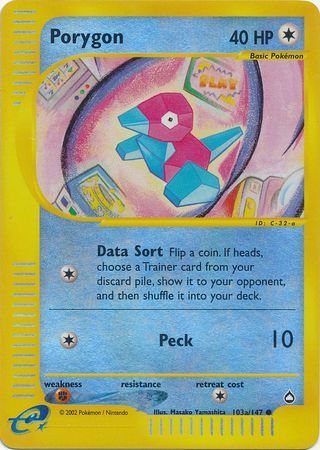 Porygon
40 HP
Basic Pokémon
PLAY
ID: C-32-a
Data Sort Flip a coin. If heads,
choose a Trainer card from your
discard pile, show it to your opponent,
and then shuffle it into your deck.
Peck 10
weakness resistance retreat cost
© 2002 Pokémon / Nintendo Illus. Masako Yamashita 103a/147
e